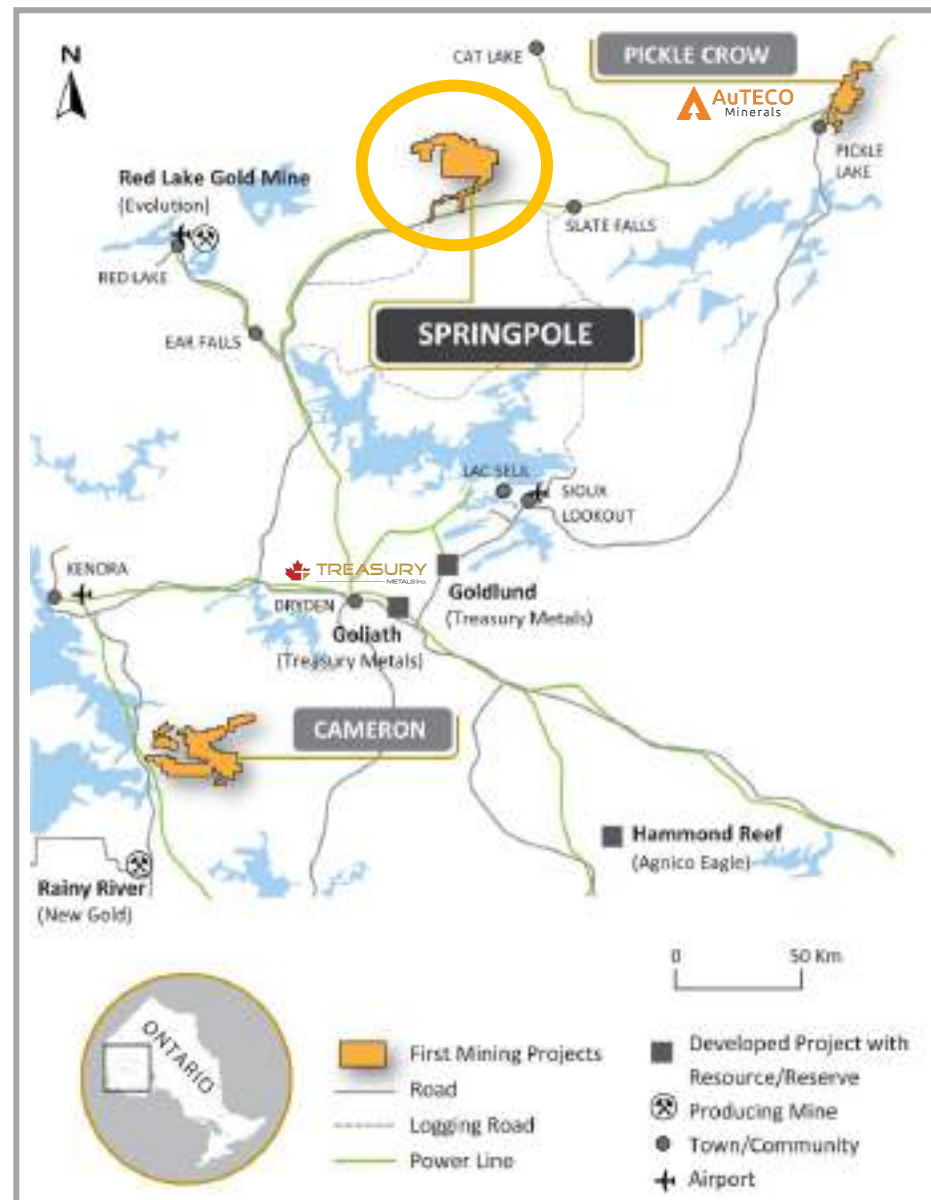 N
CAT LAKE
PICKLE CROW
AuTECO
Minerals
PICKLE
LAKE
Red Lake Gold Mine
(Evolution)
SLATE FALLS
RED LAKE
SPRINGPOLE
EAR FALLS
LAC SEUL
SIOUX
LOOKOUT
KENORA
TREASURY
METALS Inc.
DRYDEN
Goldlund
(Treasury Metals)
Goliath
(Treasury Metals)
CAMERON
Hammond Reef
(Agnico Eagle)
Rainy River
(New Gold)
0 50 Km
ONTARIO
First Mining Projects
Road
Logging Road
Power Line
Developed Project with
Resource/Reserve
Producing Mine
Town/Community
Airport